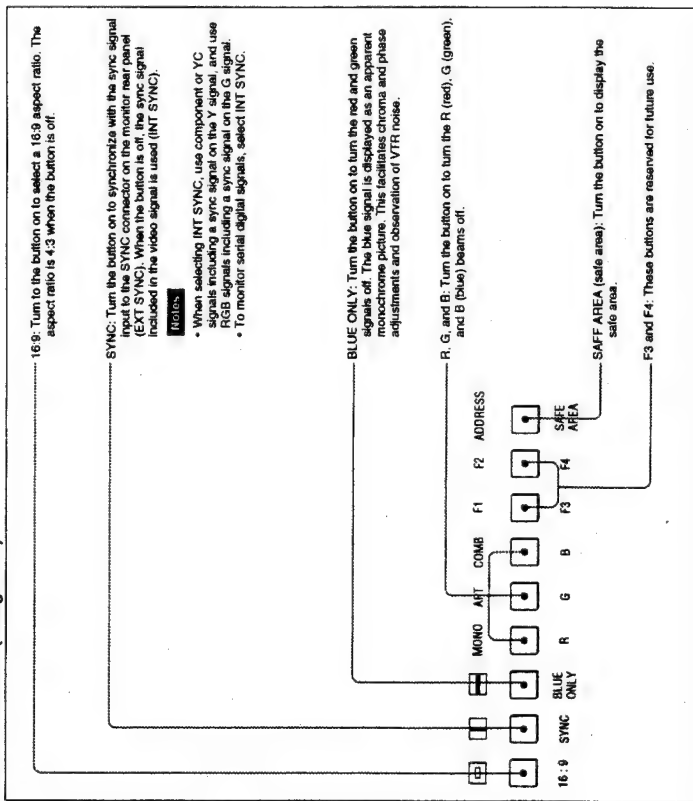 16:9: Turn to the button on to select a 16:9 aspect ratio. The
aspect ratio is 4:3 when the button is off.
SYNC: Turn the button on to synchronize with the sync signal
input to the SYNC connector on the monitor rear panel
(EXT SYNC). When the button is off, the sync signal
included in the video signal is used (INT SYNC).
Notes
• When selecting INT SYNC, use component or YC
signals including a sync signal on the Y signal, and use
RGB signals including a sync signal on the G signal.
• To monitor serial digital signals, select INT SYNC.
BLUE ONLY: Turn the button on to turn the red and green
signals off. The blue signal is displayed as an apparent
monochrome picture. This facilitates chroma and phase
adjustments and observation of VTR noise.
R, G, and B: Turn the button on to turn the R (red), G (green),
and B (blue) beams off.
SAFF AREA (safe area): Turn the button on to display the
safe area.
F3 and F4: These buttons are reserved for future use.
MONO ART COMB F1 F2 ADDRESS
16:9 SYNC BLUE
ONLY R G B F3 F4 SAFE
AREA